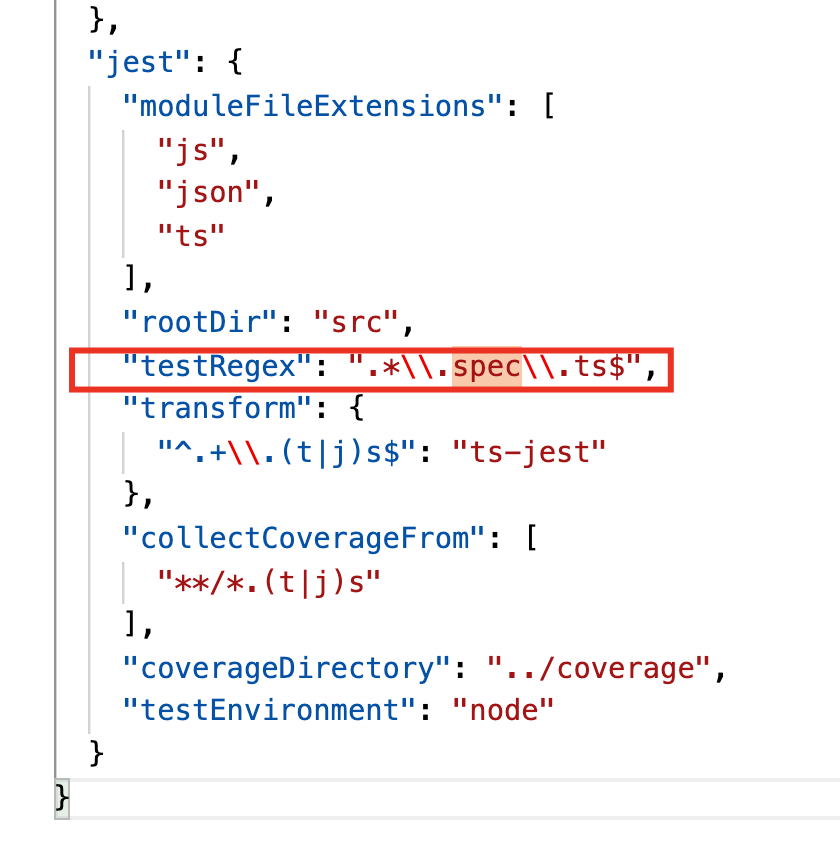 },
"jest": {
"moduleFileExtensions": [
"js",
"json",
"ts"
],
"rootDir": "src",
"testRegex": ".*\\.spec\\.ts$",
"transform": {
"^.+\\.(t|j)s$": "ts-jest"
},
"collectCoverageFrom": [
"**/*.(t|j)s"
],
"coverageDirectory": "../coverage",
"testEnvironment": "node"
}
}